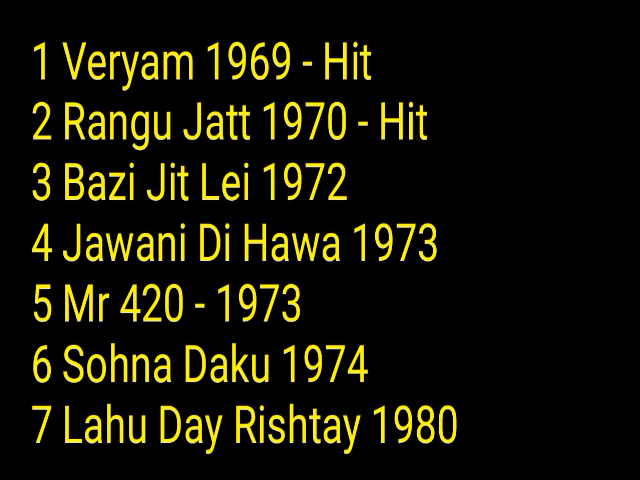 1 Veryam 1969 - Hit
2 Rangu Jatt 1970 - Hit
3 Bazi Jit Lei 1972
4 Jawani Di Hawa 1973
5 Mr 420 - 1973
6 Sohna Daku 1974
7 Lahu Day Rishtay 1980